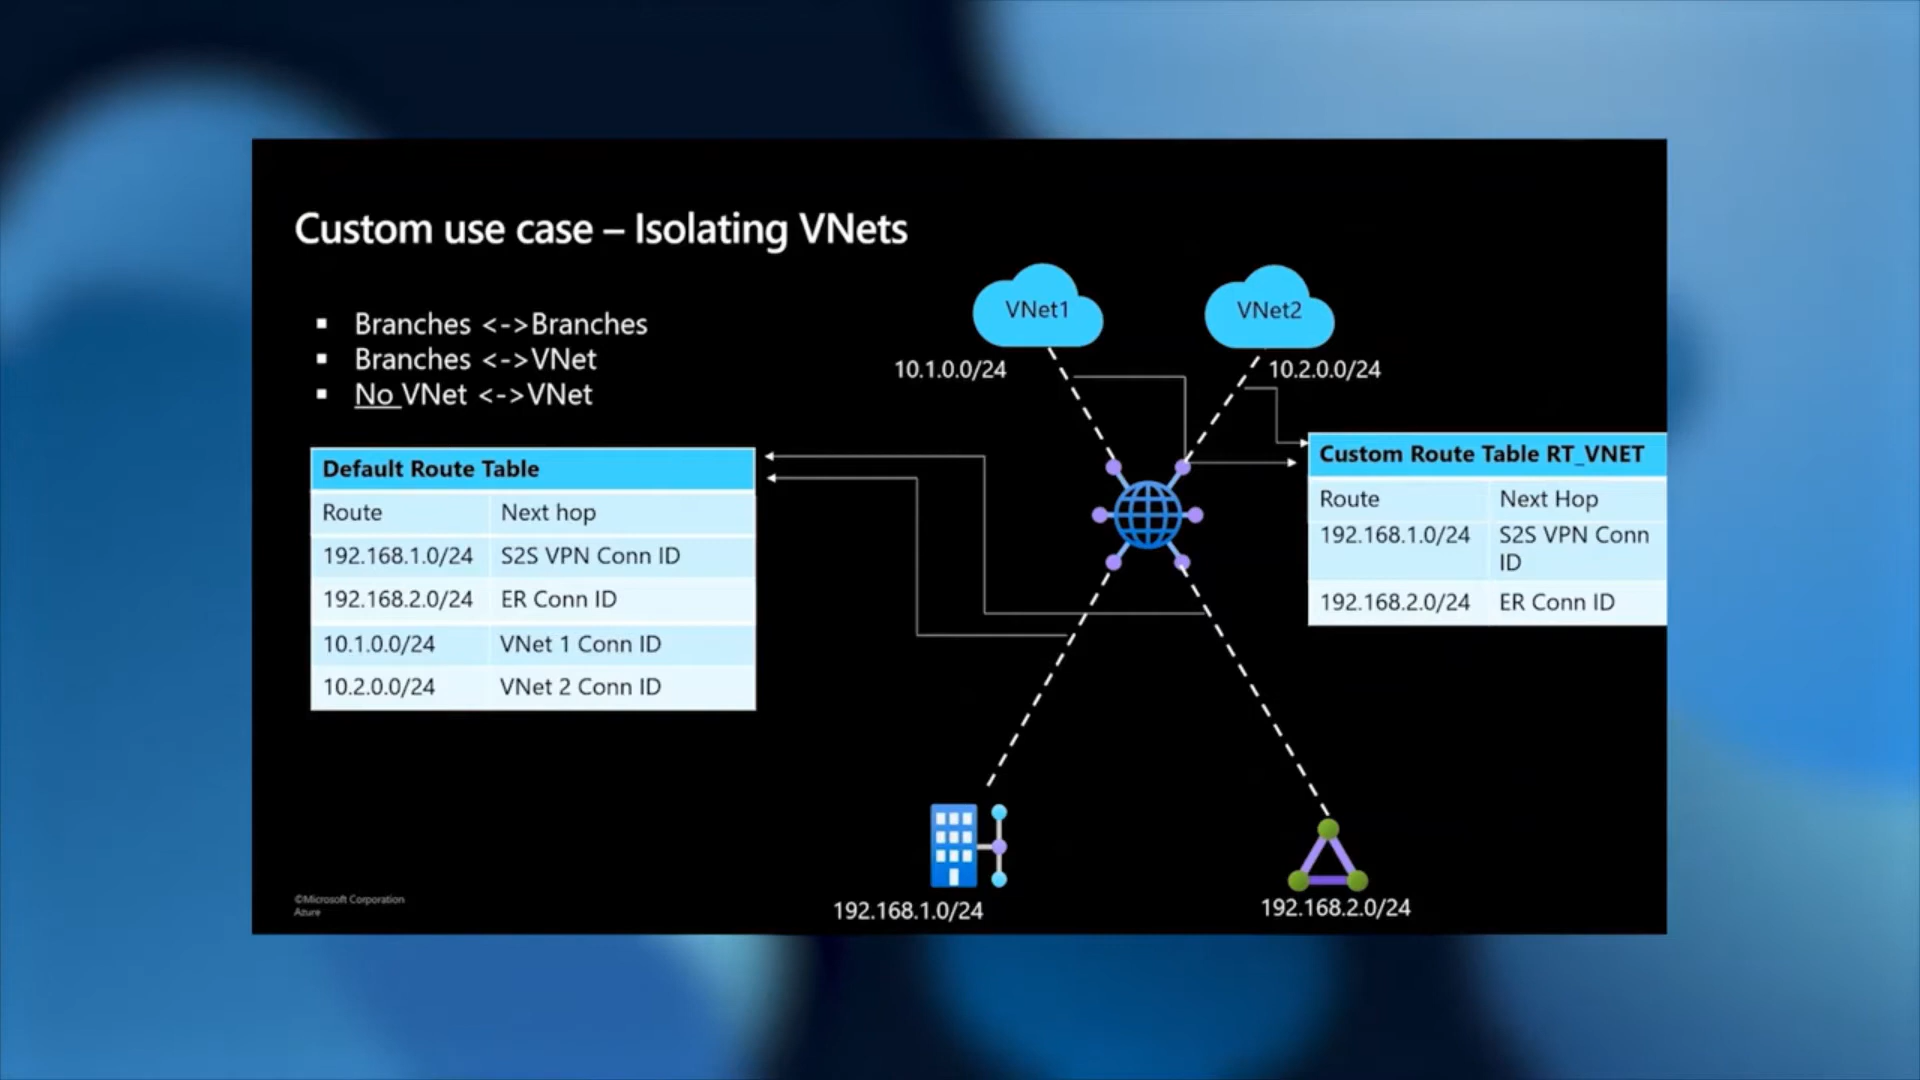 Custom use case – Isolating VNets
Branches <->Branches
Branches <->VNet
No VNet <->VNet
VNet1
VNet2
10.1.0.0/24
10.2.0.0/24
Default Route Table
Route Next hop
192.168.1.0/24 S2S VPN Conn ID
192.168.2.0/24 ER Conn ID
10.1.0.0/24 VNet 1 Conn ID
10.2.0.0/24 VNet 2 Conn ID
Custom Route Table RT_VNET
Route Next Hop
192.168.1.0/24 S2S VPN Conn
ID
192.168.2.0/24 ER Conn ID
192.168.1.0/24
192.168.2.0/24
©Microsoft Corporation
Azure